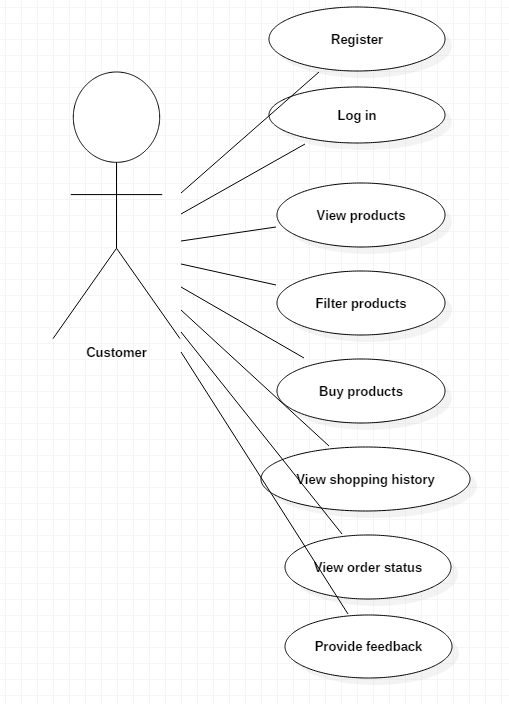 Register
Log in
View products
Filter products
Customer
Buy products
View shopping history
View order status
Provide feedback